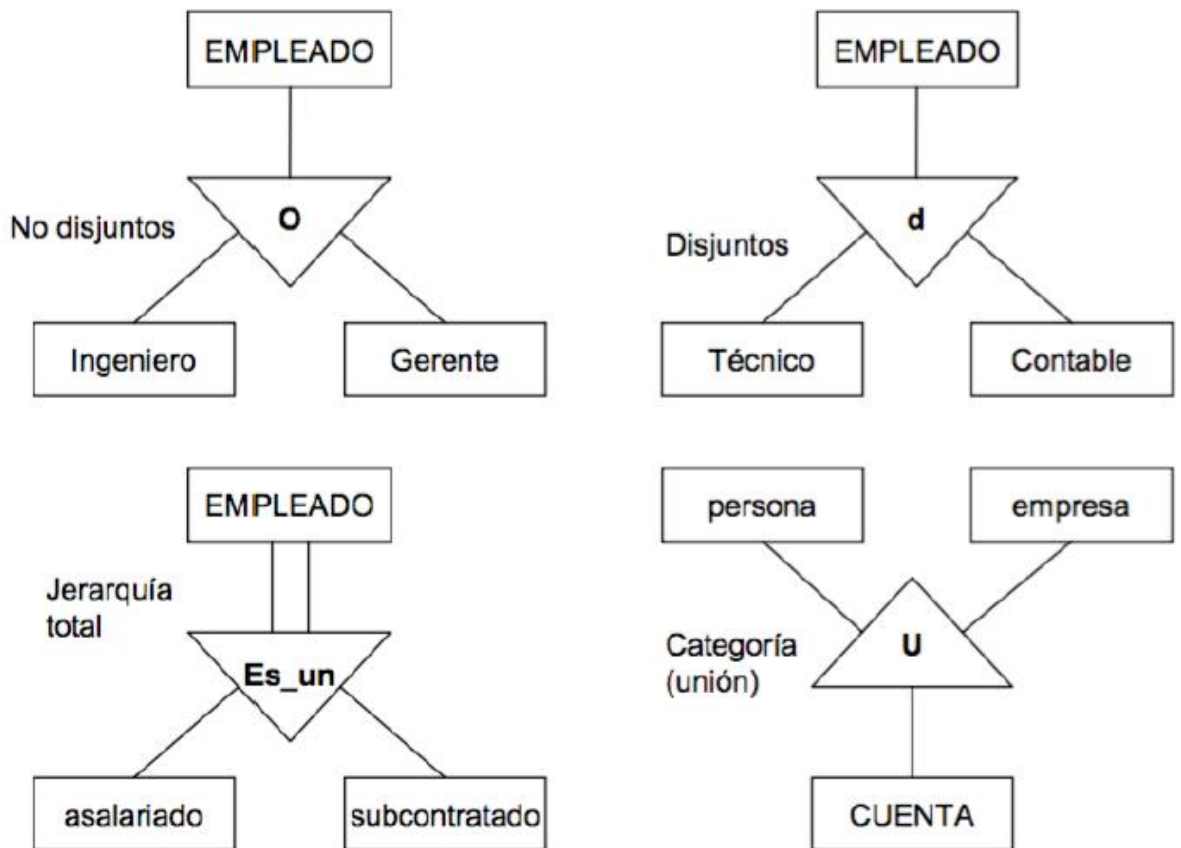 EMPLEADO
O
No disjuntos
Ingeniero
Gerente
EMPLEADO
d
Disjuntos
Técnico
Contable
EMPLEADO
Jerarquía
total
Es_un
asalariado
subcontratado
persona
empresa
Categoría
(unión)
U
CUENTA